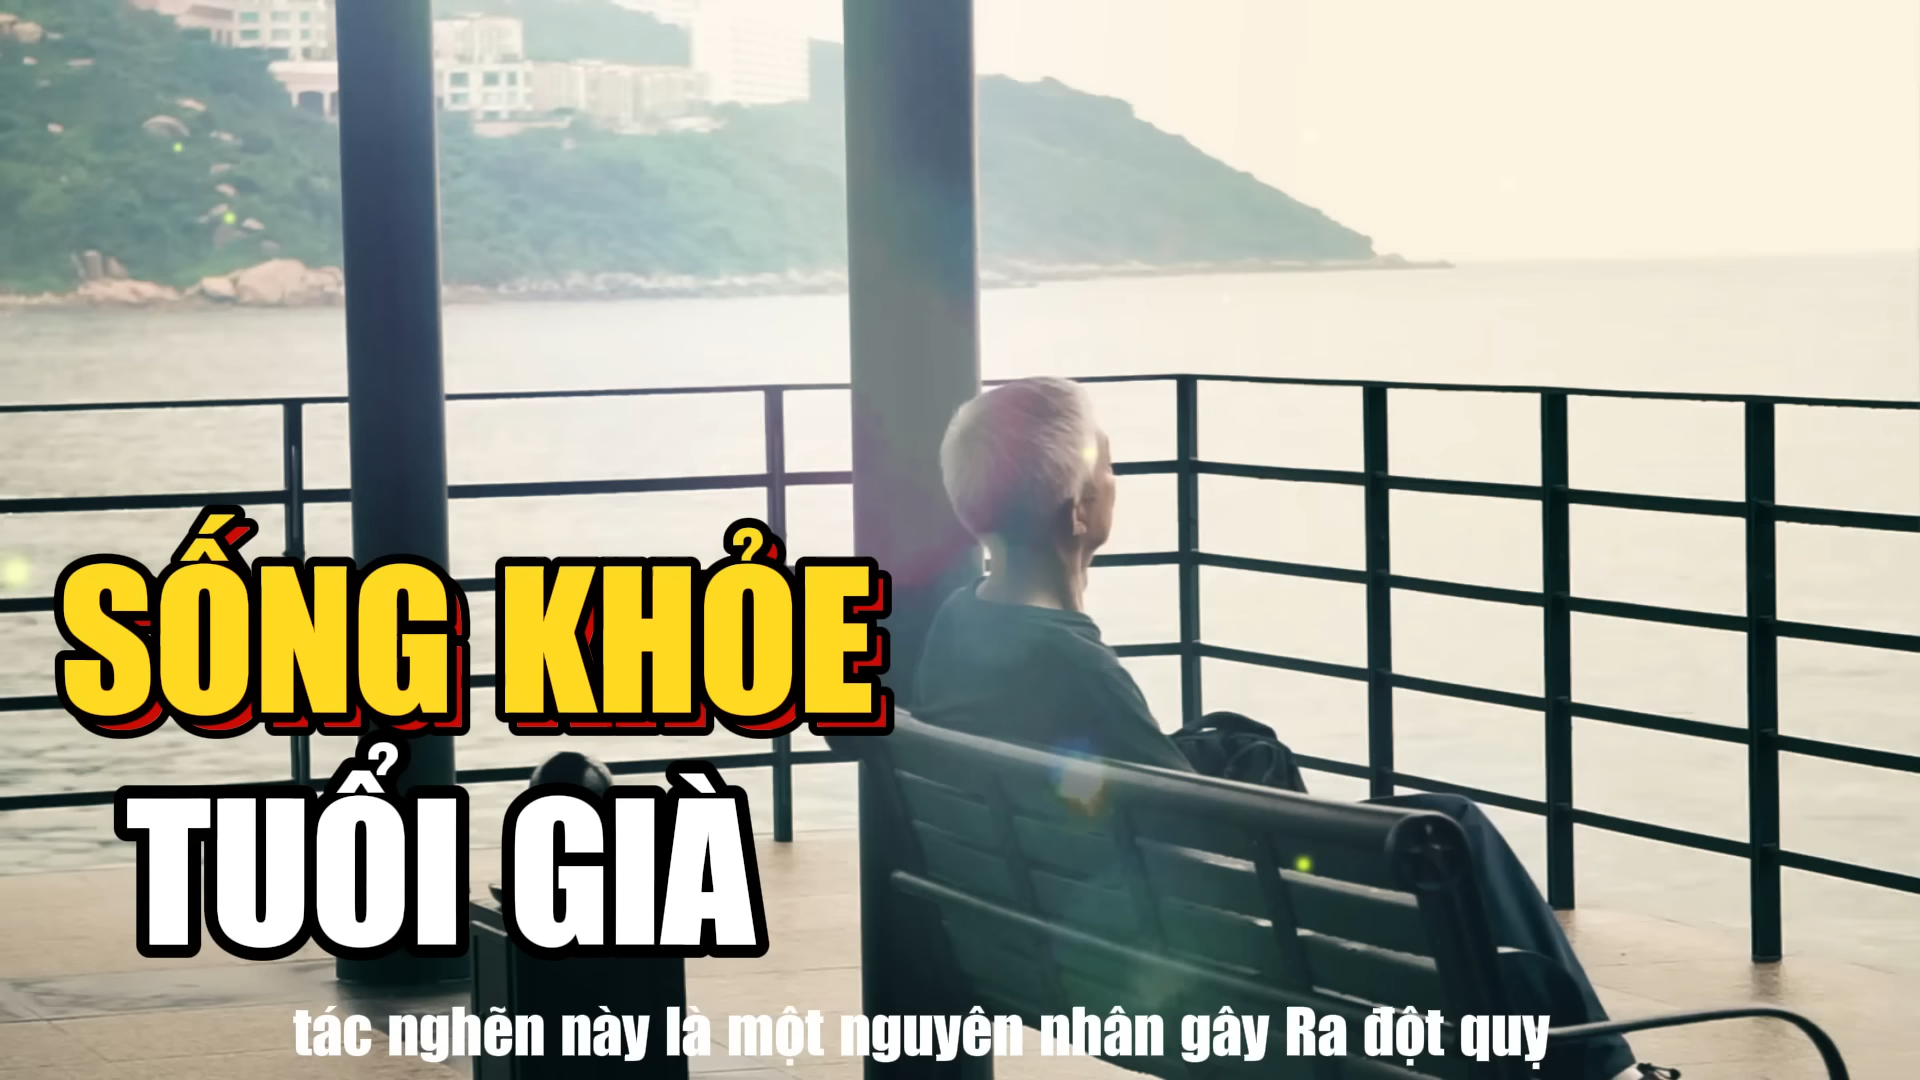 SỐNG KHỎE
TUỔI GIÀ
tác nghẽn này là một nguyên nhân gây Ra đột quỵ